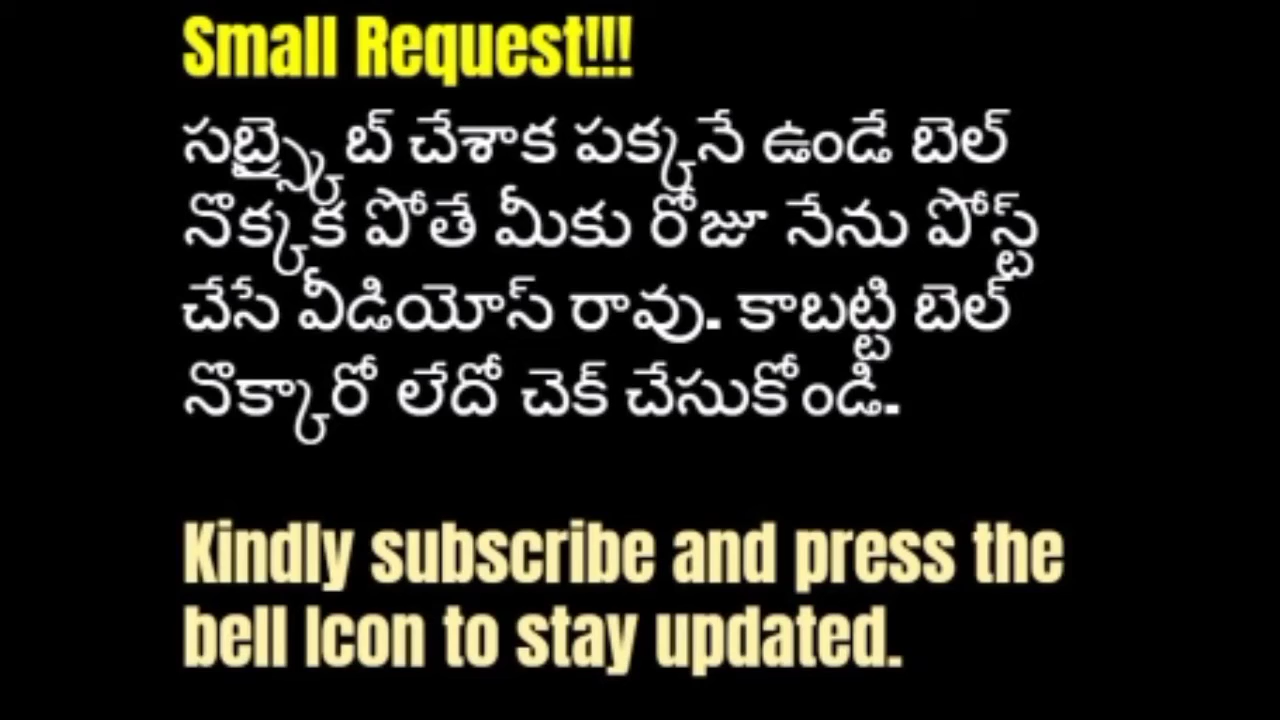 Small Request!!!
సబ్స్క్రైబ్ చేశాక పక్కనే ఉండే బెల్
నొక్కక పోతే మీకు రోజూ నేను పోస్ట్
చేసే వీడియోస్ రావు. కాబట్టి బెల్
నొక్కారో లేదో చెక్ చేసుకోండి.
Kindly subscribe and press the
bell Icon to stay updated.